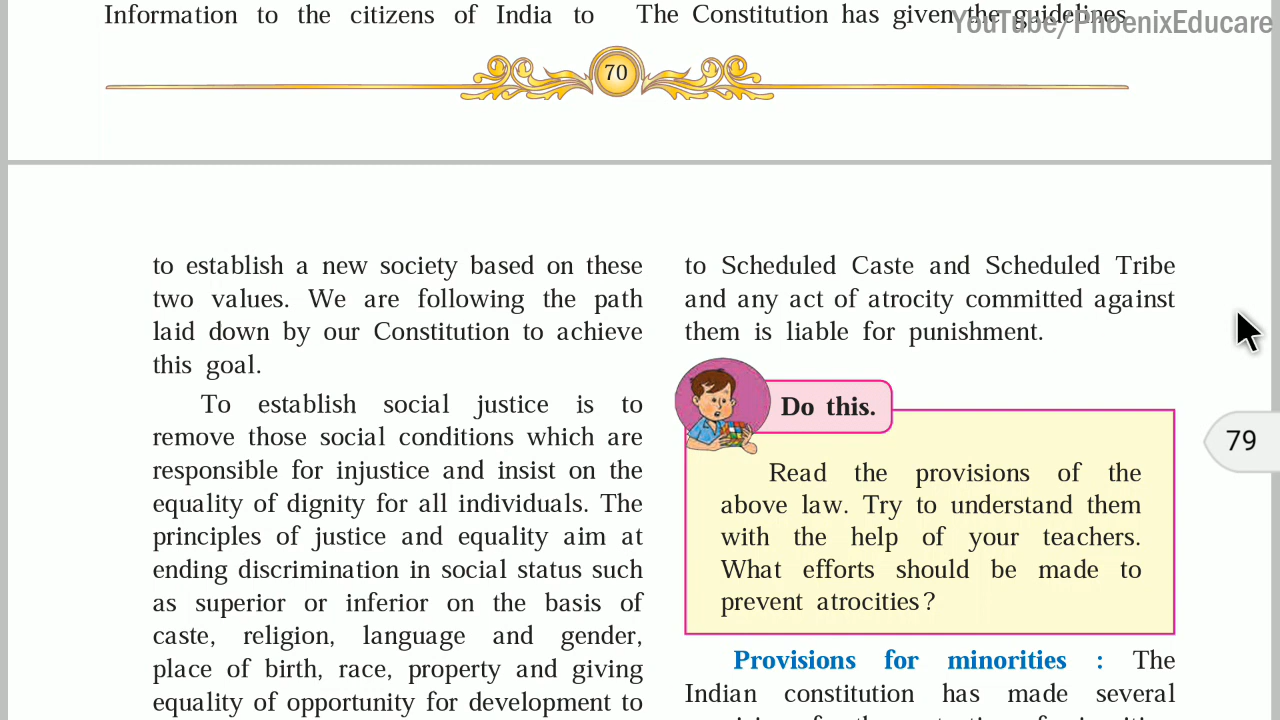 Information to the citizens of India to
The Constitution has given the guidelines
YouTube/PhoenixEducare
70
to establish a new society based on these
two values. We are following the path
laid down by our Constitution to achieve
this goal.
To establish social justice is to
remove those social conditions which are
responsible for injustice and insist on the
equality of dignity for all individuals. The
principles of justice and equality aim at
ending discrimination in social status such
as superior or inferior on the basis of
caste, religion, language and gender,
place of birth, race, property and giving
equality of opportunity for development to
to Scheduled Caste and Scheduled Tribe
and any act of atrocity committed against
them is liable for punishment.
Do this.
Read the provisions of the
above law. Try to understand them
with the help of your teachers.
What efforts should be made to
prevent atrocities?
Provisions for minorities : The
Indian constitution has made several
79